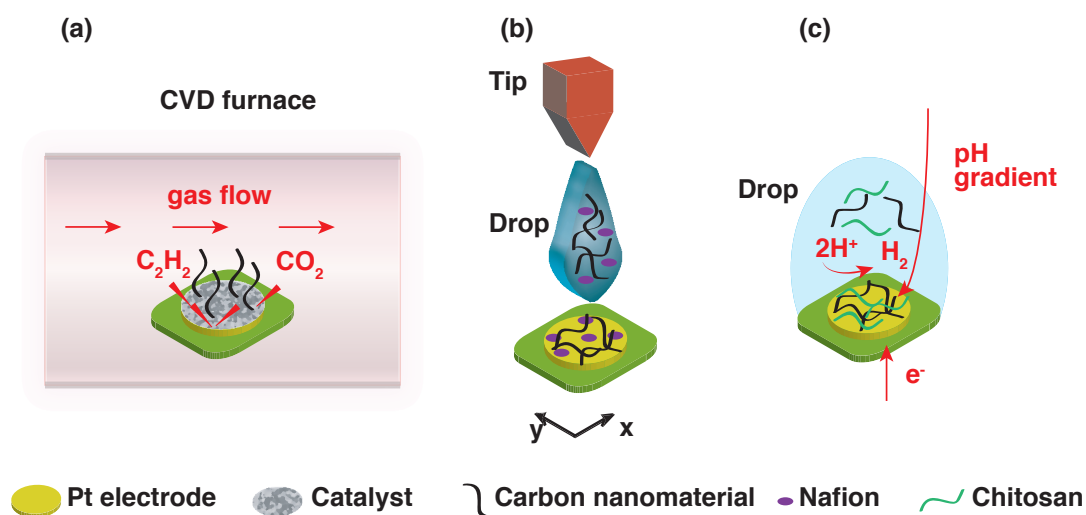 (a)
CVD furnace
gas flow
C₂H₂
CO₂
(b)
Tip
Drop
y
x
(c)
Drop
pH
gradient
2H⁺
H₂
e⁻
Pt electrode
Catalyst
Carbon nanomaterial
Nafion
Chitosan